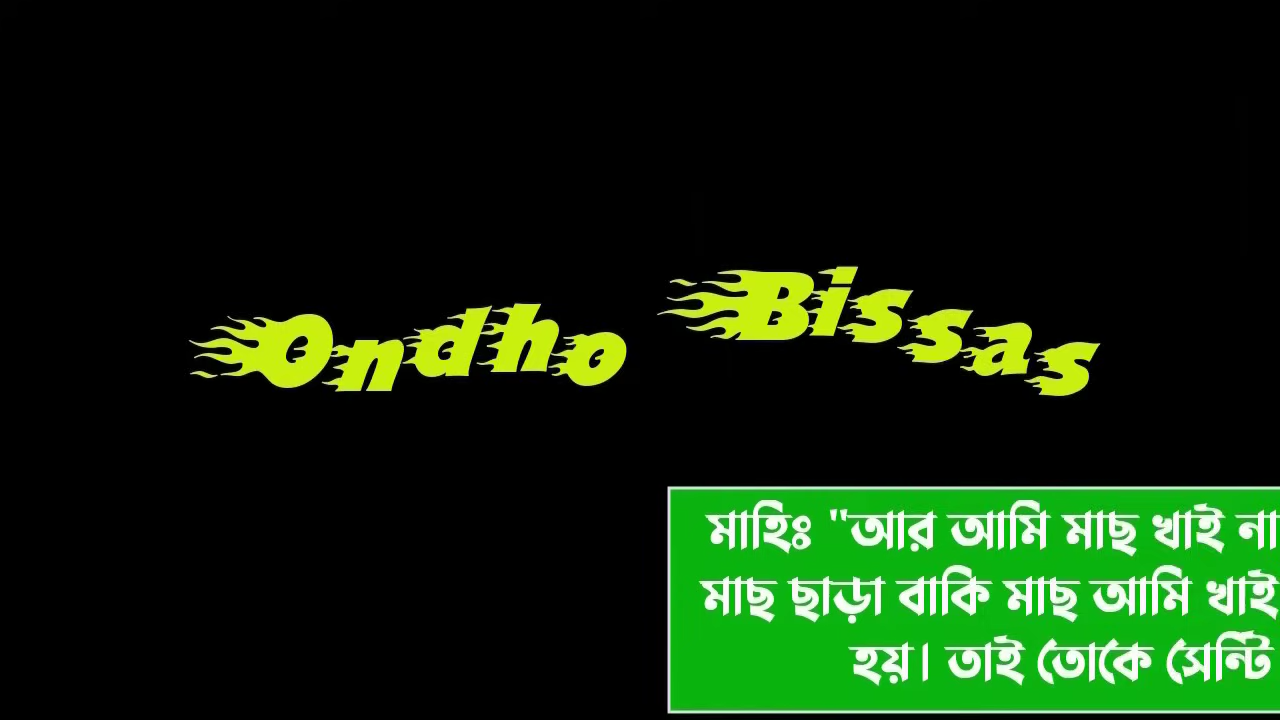 Ondho Bissas
মাহিঃ "আর আমি মাছ খাই না
মাছ ছাড়া বাকি মাছ আমি খাই
হয়। তাই তোকে সেন্টি